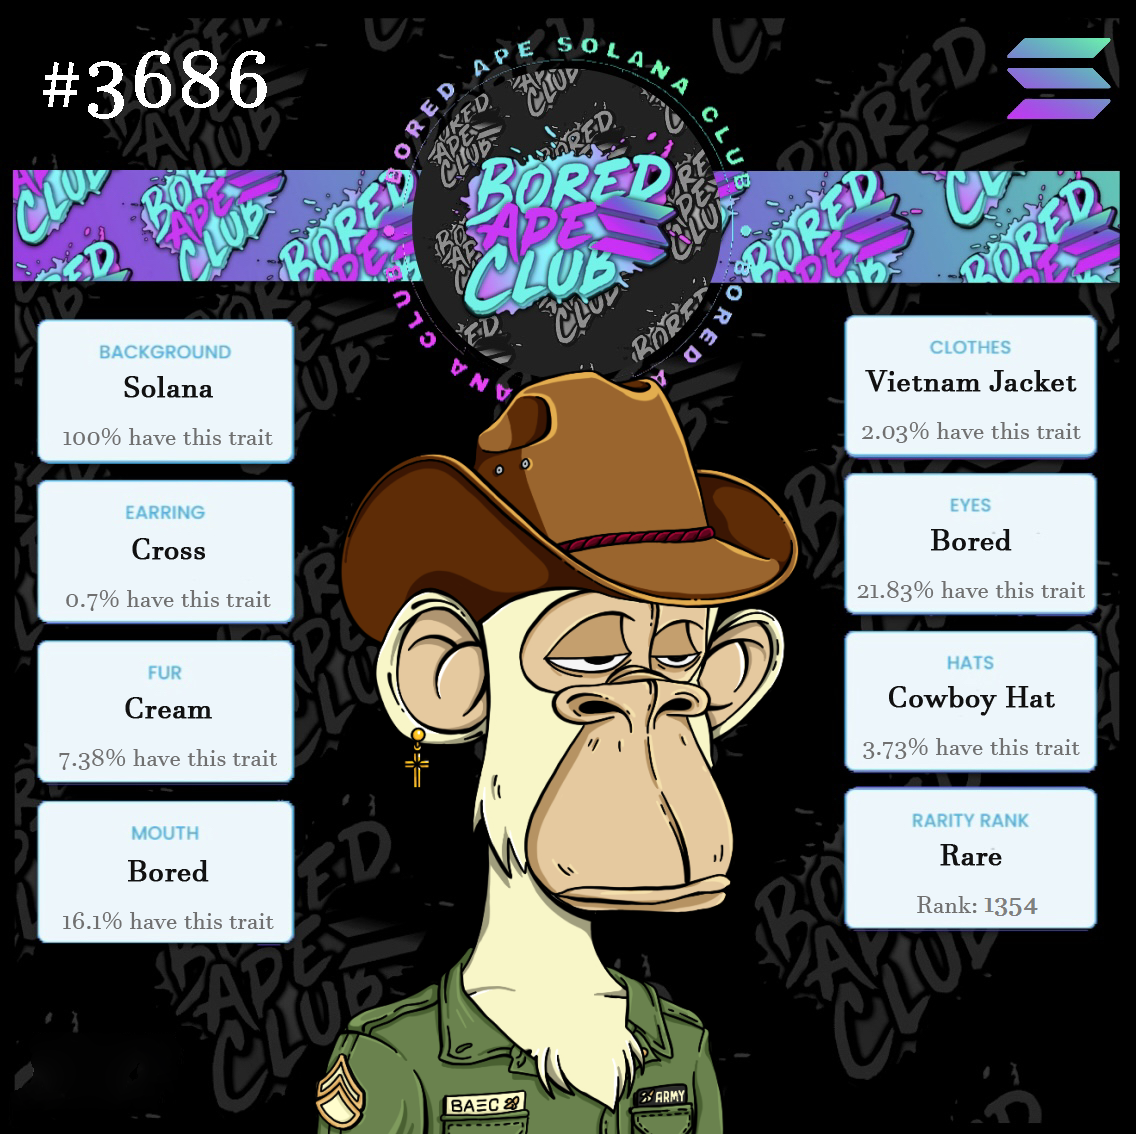 #3686
BORED APE SOLANA CLUB
BORED
APE
CLUB
BACKGROUND
Solana
100% have this trait
EARRING
Cross
0.7% have this trait
FUR
Cream
7.38% have this trait
MOUTH
Bored
16.1% have this trait
CLOTHES
Vietnam Jacket
2.03% have this trait
EYES
Bored
21.83% have this trait
HATS
Cowboy Hat
3.73% have this trait
RARITY RANK
Rare
Rank: 1354
BAEC
ARMY